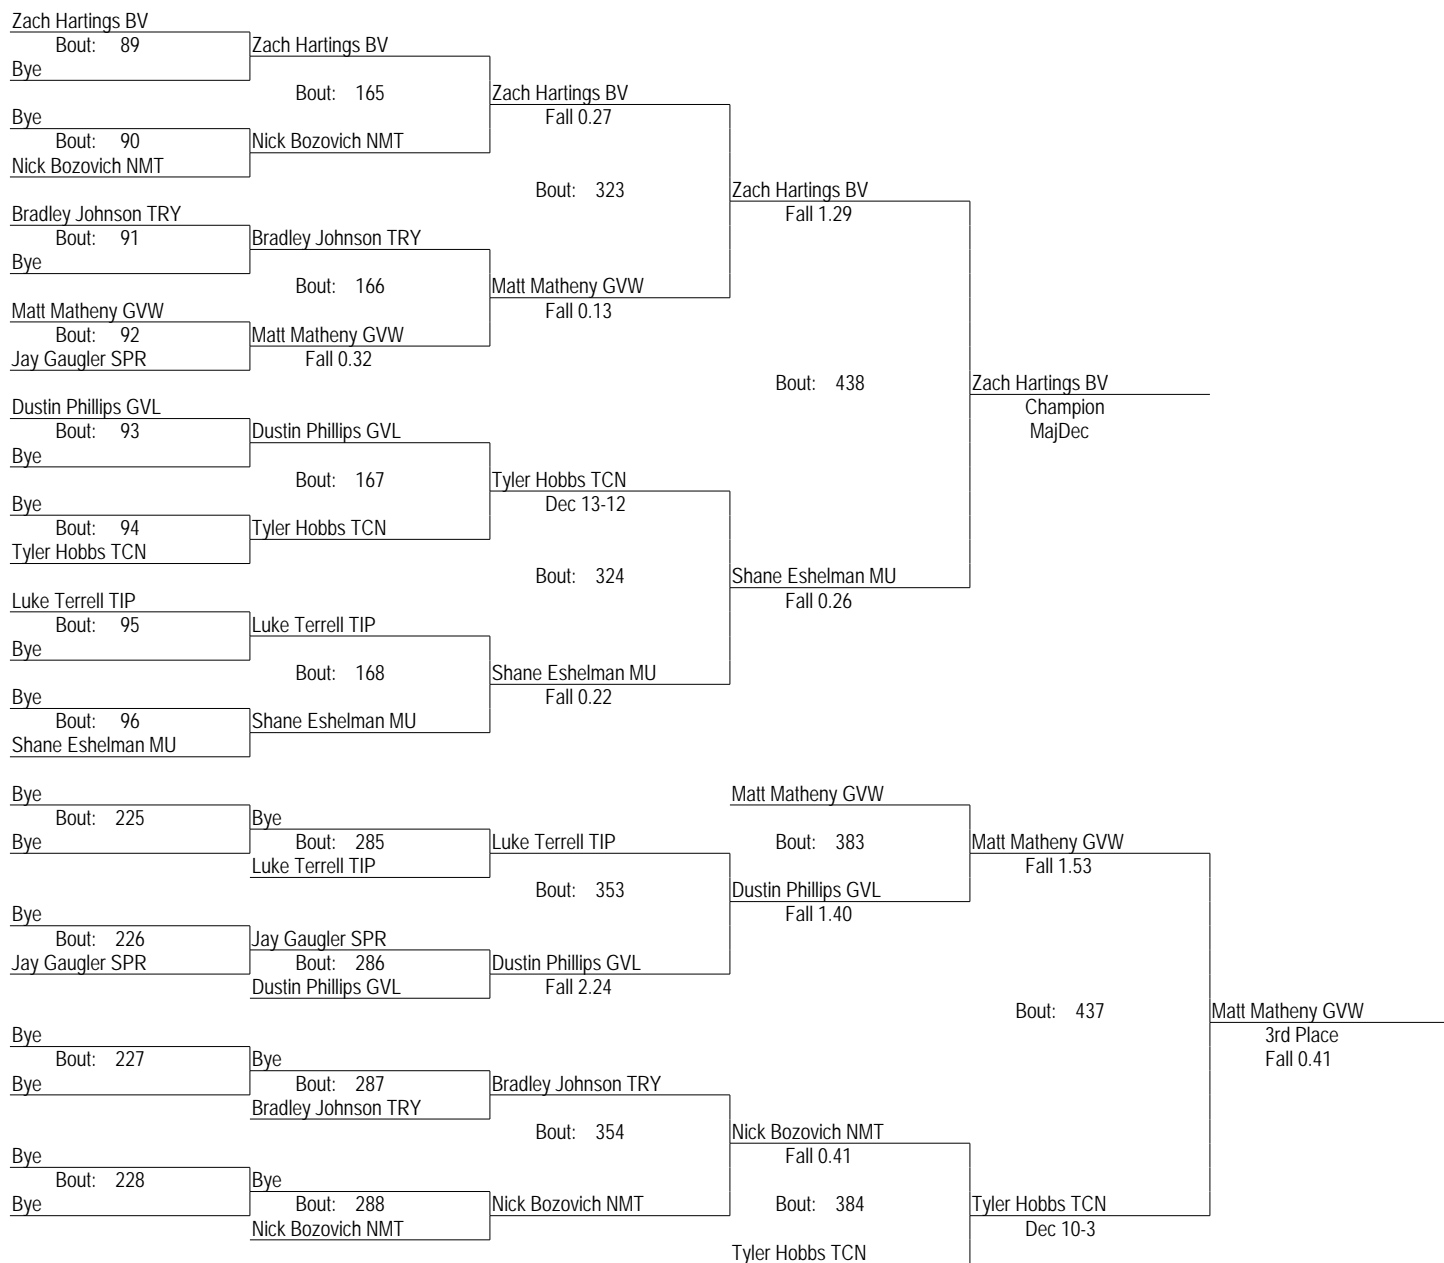 Zach Hartings BV
Bout: 89
Zach Hartings BV
Bye
Bout: 165
Zach Hartings BV
Bye
Fall 0.27
Bout: 90
Nick Bozovich NMT
Nick Bozovich NMT
Bout: 323
Zach Hartings BV
Bradley Johnson TRY
Fall 1.29
Bout: 91
Bradley Johnson TRY
Bye
Bout: 166
Matt Matheny GVW
Matt Matheny GVW
Fall 0.13
Bout: 92
Matt Matheny GVW
Jay Gaugler SPR
Fall 0.32
Bout: 438
Zach Hartings BV
Dustin Phillips GVL
Champion
Bout: 93
Dustin Phillips GVL
MajDec
Bye
Bout: 167
Tyler Hobbs TCN
Bye
Dec 13-12
Bout: 94
Tyler Hobbs TCN
Tyler Hobbs TCN
Bout: 324
Shane Eshelman MU
Luke Terrell TIP
Fall 0.26
Bout: 95
Luke Terrell TIP
Bye
Bout: 168
Shane Eshelman MU
Bye
Fall 0.22
Bout: 96
Shane Eshelman MU
Shane Eshelman MU
Bye
Matt Matheny GVW
Bout: 225
Bye
Bye
Bout: 285
Luke Terrell TIP
Bout: 383
Matt Matheny GVW
Luke Terrell TIP
Fall 1.53
Bout: 353
Dustin Phillips GVL
Bye
Fall 1.40
Bout: 226
Jay Gaugler SPR
Jay Gaugler SPR
Bout: 286
Dustin Phillips GVL
Dustin Phillips GVL
Fall 2.24
Bout: 437
Matt Matheny GVW
Bye
3rd Place
Bout: 227
Bye
Fall 0.41
Bye
Bout: 287
Bradley Johnson TRY
Bradley Johnson TRY
Bout: 354
Nick Bozovich NMT
Bye
Fall 0.41
Bout: 228
Bye
Bye
Bout: 288
Nick Bozovich NMT
Bout: 384
Tyler Hobbs TCN
Nick Bozovich NMT
Dec 10-3
Tyler Hobbs TCN